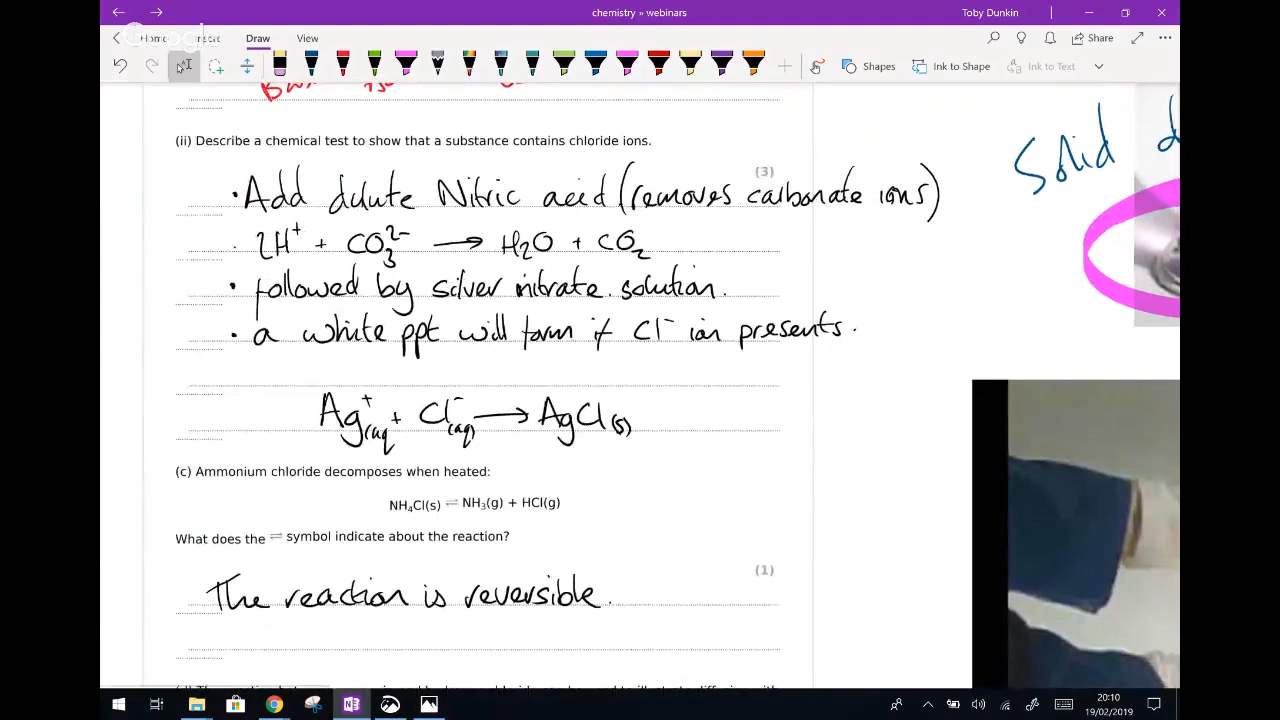 chemistry » webinars
Toby Dunkin
Google
Home Insert Draw View
Share
Shapes Ink to Shape Ink to Text
(ii) Describe a chemical test to show that a substance contains chloride ions.
(3)
• Add dilute Nitric acid (removes carbonate ions)
2H⁺ + CO₃²⁻ → H₂O + CO₂
• followed by silver nitrate solution.
• a white ppt will form if Cl⁻ ion presents.
Ag⁺(aq + Cl⁻(aq) → AgCl(s)
(c) Ammonium chloride decomposes when heated:
NH₄Cl(s) ⇌ NH₃(g) + HCl(g)
What does the ⇌ symbol indicate about the reaction?
(1)
The reaction is reversible.
Solid
20:10
19/02/2019